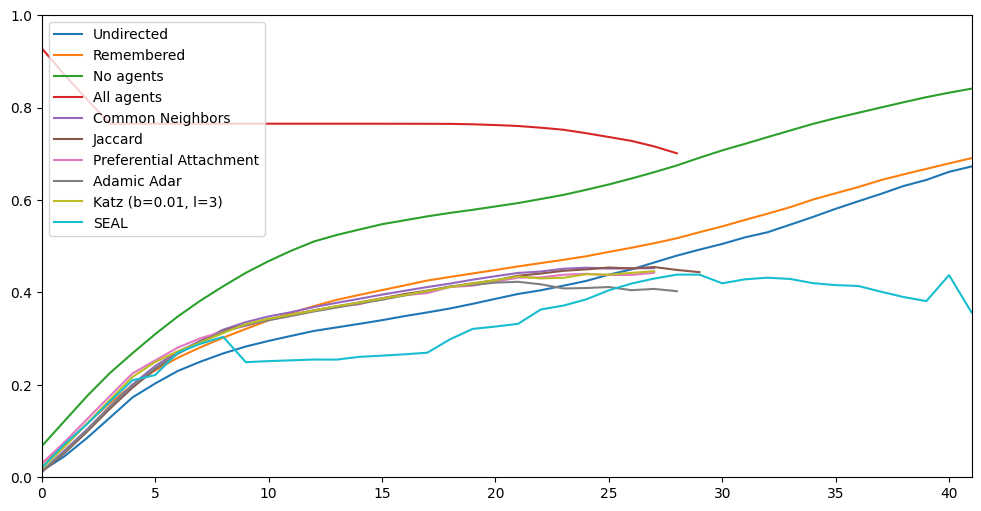 1.0
0.8
0.6
0.4
0.2
0.0
Undirected
Remembered
No agents
All agents
Common Neighbors
Jaccard
Preferential Attachment
Adamic Adar
Katz (b=0.01, l=3)
SEAL
0 5 10 15 20 25 30 35 40